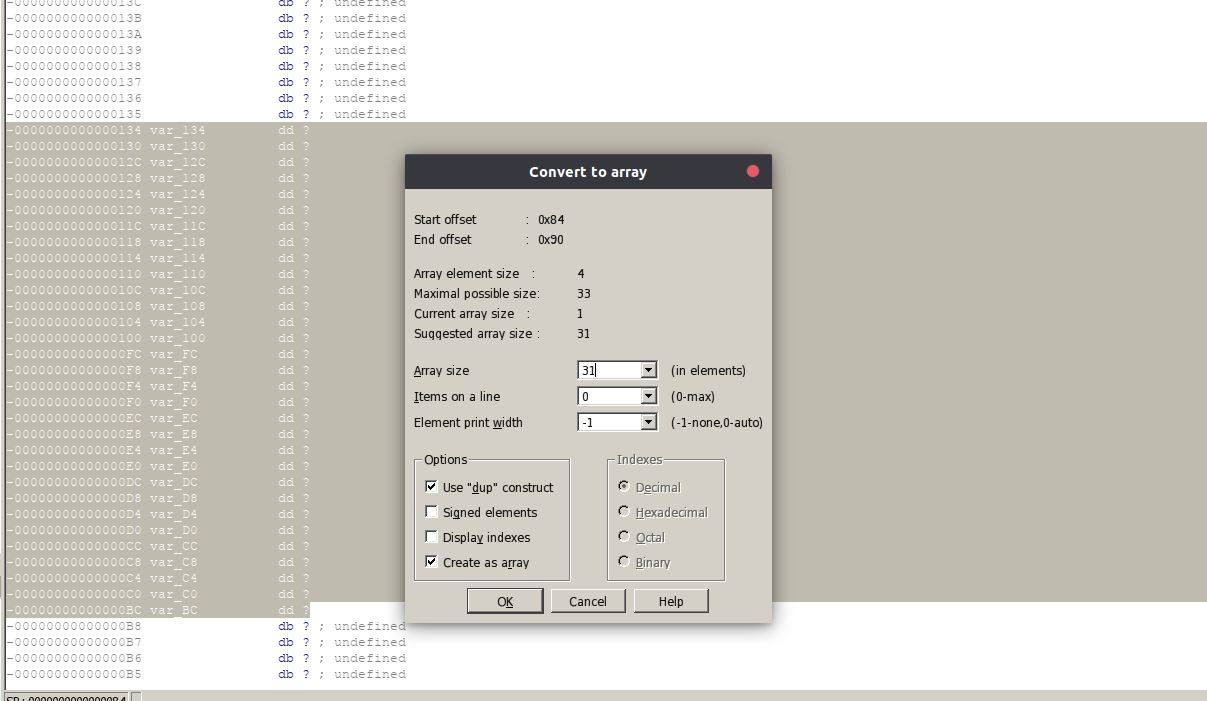 -000000000000013C db ? ; undefined
-000000000000013B db ? ; undefined
-000000000000013A db ? ; undefined
-0000000000000139 db ? ; undefined
-0000000000000138 db ? ; undefined
-0000000000000137 db ? ; undefined
-0000000000000136 db ? ; undefined
-0000000000000135 db ? ; undefined
-0000000000000134 var_134 dd ?
-0000000000000130 var_130 dd ?
-000000000000012C var_12C dd ?
-0000000000000128 var_128 dd ?
-0000000000000124 var_124 dd ?
-0000000000000120 var_120 dd ?
-000000000000011C var_11C dd ?
-0000000000000118 var_118 dd ?
-0000000000000114 var_114 dd ?
-0000000000000110 var_110 dd ?
-000000000000010C var_10C dd ?
-0000000000000108 var_108 dd ?
-0000000000000104 var_104 dd ?
-0000000000000100 var_100 dd ?
-00000000000000FC var_FC dd ?
-00000000000000F8 var_F8 dd ?
-00000000000000F4 var_F4 dd ?
-00000000000000F0 var_F0 dd ?
-00000000000000EC var_EC dd ?
-00000000000000E8 var_E8 dd ?
-00000000000000E4 var_E4 dd ?
-00000000000000E0 var_E0 dd ?
-00000000000000DC var_DC dd ?
-00000000000000D8 var_D8 dd ?
-00000000000000D4 var_D4 dd ?
-00000000000000D0 var_D0 dd ?
-00000000000000CC var_CC dd ?
-00000000000000C8 var_C8 dd ?
-00000000000000C4 var_C4 dd ?
-00000000000000C0 var_C0 dd ?
-00000000000000BC var_BC dd ?
-00000000000000B8 db ? ; undefined
-00000000000000B7 db ? ; undefined
-00000000000000B6 db ? ; undefined
-00000000000000B5 db ? ; undefined
SP+0000000000000084
Convert to array
Start offset : 0x84
End offset : 0x90
Array element size : 4
Maximal possible size: 33
Current array size : 1
Suggested array size : 31
Array size 31 (in elements)
Items on a line 0 (0-max)
Element print width -1 (-1-none,0-auto)
Options
Use "dup" construct
Signed elements
Display indexes
Create as array
Indexes
Decimal
Hexadecimal
Octal
Binary
OK Cancel Help